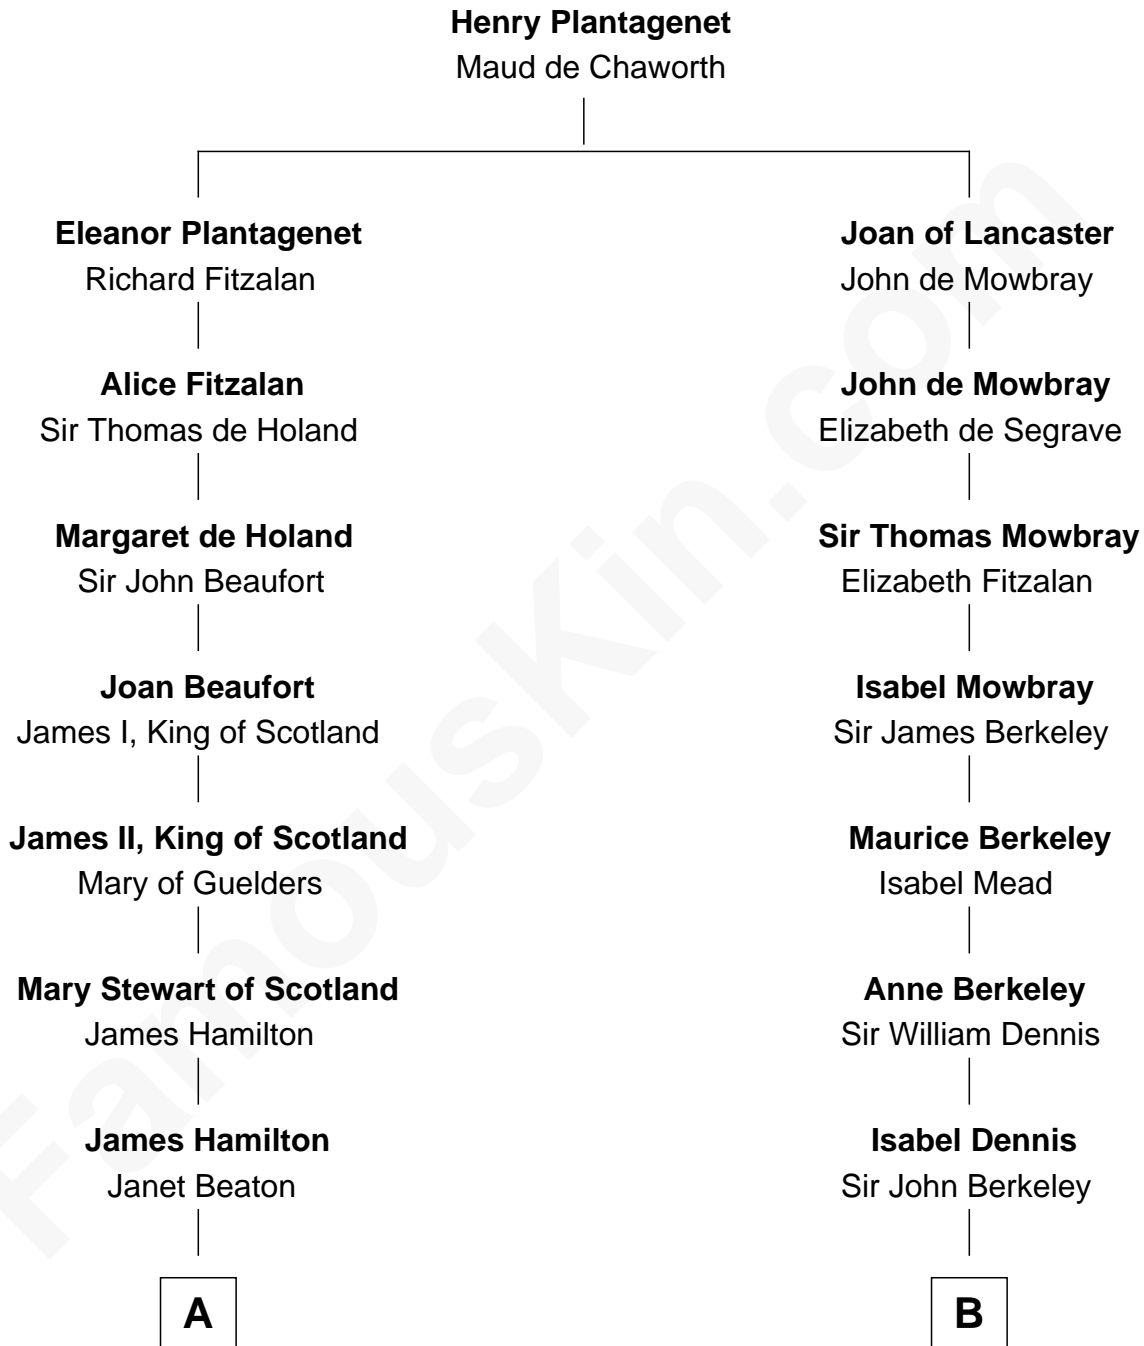 Henry Plantagenet
Maud de Chaworth
Eleanor Plantagenet
Richard Fitzalan
Alice Fitzalan
Sir Thomas de Holand
Margaret de Holand
Sir John Beaufort
Joan Beaufort
James I, King of Scotland
James II, King of Scotland
Mary of Guelders
Mary Stewart of Scotland
James Hamilton
James Hamilton
Janet Beaton
A
Joan of Lancaster
John de Mowbray
John de Mowbray
Elizabeth de Segrave
Sir Thomas Mowbray
Elizabeth Fitzalan
Isabel Mowbray
Sir James Berkeley
Maurice Berkeley
Isabel Mead
Anne Berkeley
Sir William Dennis
Isabel Dennis
Sir John Berkeley
B
FamousKin.com